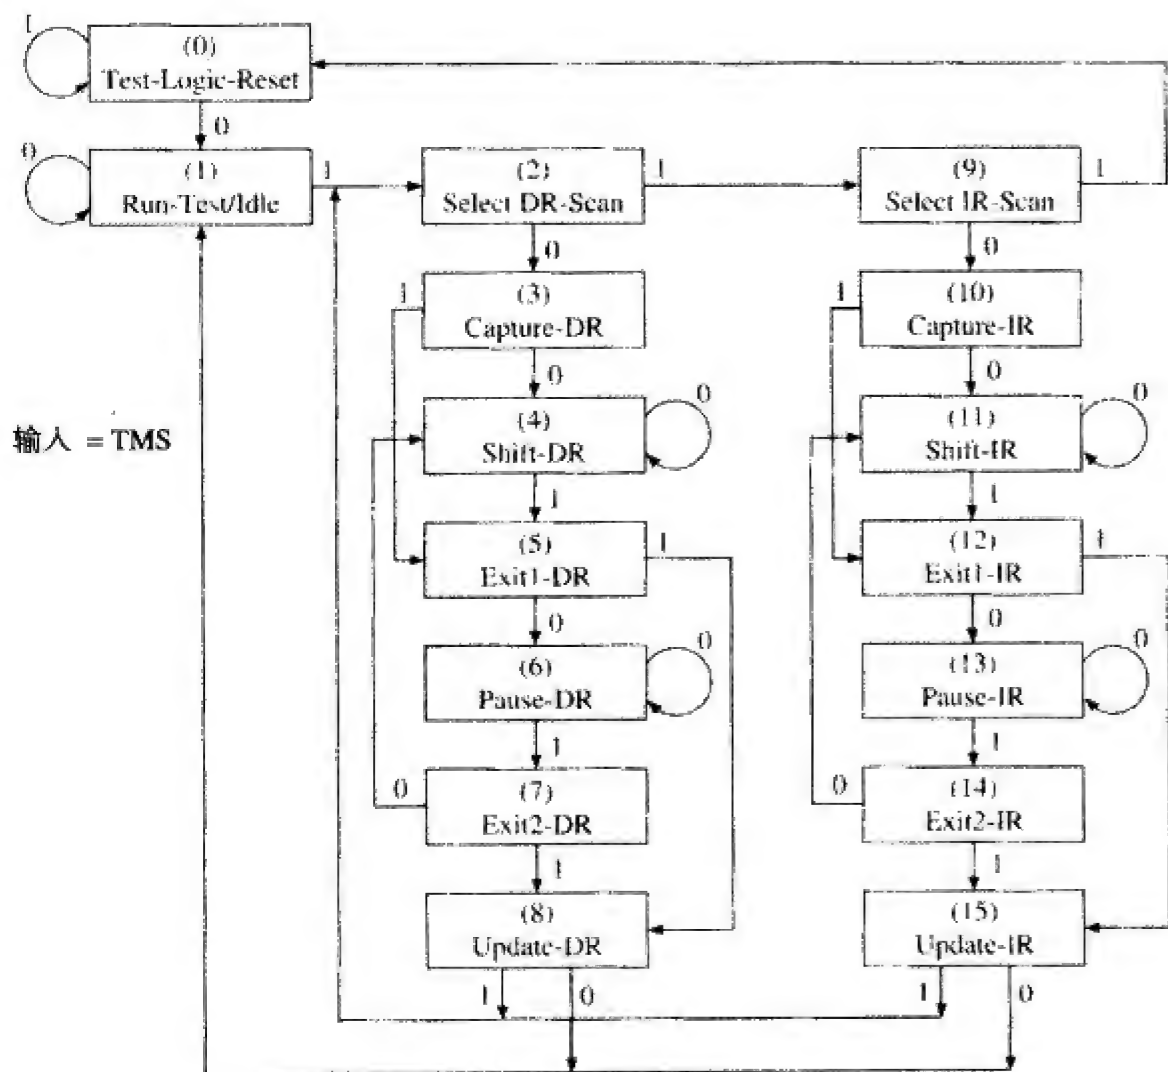 1
(0)
Test-Logic-Reset
0
0
(1)
Run-Test/Idle
1
(2)
Select DR-Scan
1
(9)
Select IR-Scan
1
0
0
1
(3)
Capture-DR
1
(10)
Capture-IR
0
0
输入 = TMS
(4)
Shift-DR
0
(11)
Shift-IR
0
1
1
(5)
Exit1-DR
1
(12)
Exit1-IR
1
0
0
(6)
Pause-DR
0
(13)
Pause-IR
0
1
1
0
(7)
Exit2-DR
0
(14)
Exit2-IR
1
1
(8)
Update-DR
(15)
Update-IR
1
0
1
0